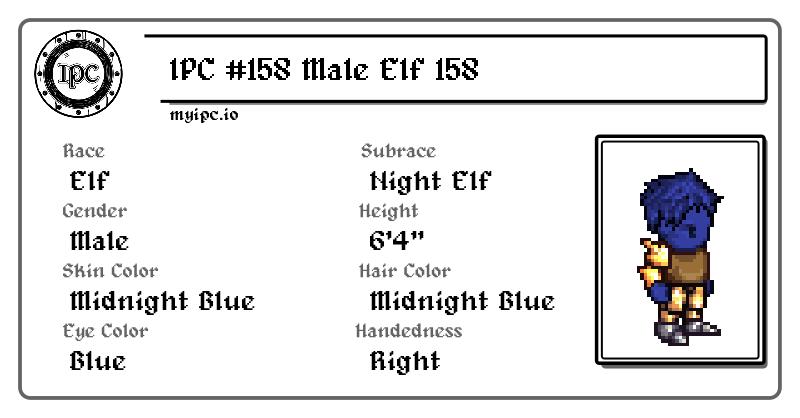 IPC
IPC #158 Male Elf 158
myipc.io
Race
Elf
Subrace
Night Elf
Gender
Male
Height
6'4"
Skin Color
Midnight Blue
Hair Color
Midnight Blue
Eye Color
Blue
Handedness
Right